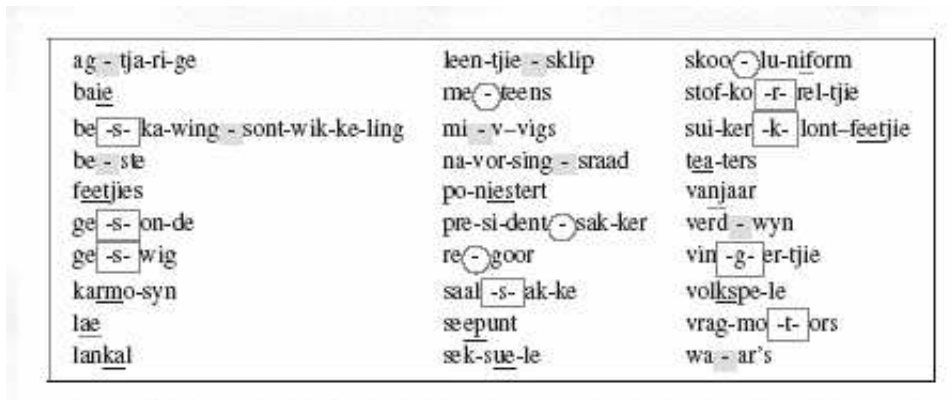 ag - tja-ri-ge
baie
be -s- ka-wing - sont-wik-ke-ling
be - ste
feetjies
ge -s- on-de
ge -s- wig
karmo-syn
lae
lankal
leen-tjie - sklip
me - teens
mi - v–vigs
na-vor-sing - sraad
po-niestert
pre-si-dent - sak-ker
re - goor
saal -s- ak-ke
seepunt
sek-sue-le
skoo - lu-niform
stof-ko -r- rel-tjie
sui-ker -k- lont–feetjie
tea-ters
vanjaar
verd - wyn
vin -g- er-tjie
volkspe-le
vrag-mo -t- ors
wa - ar's